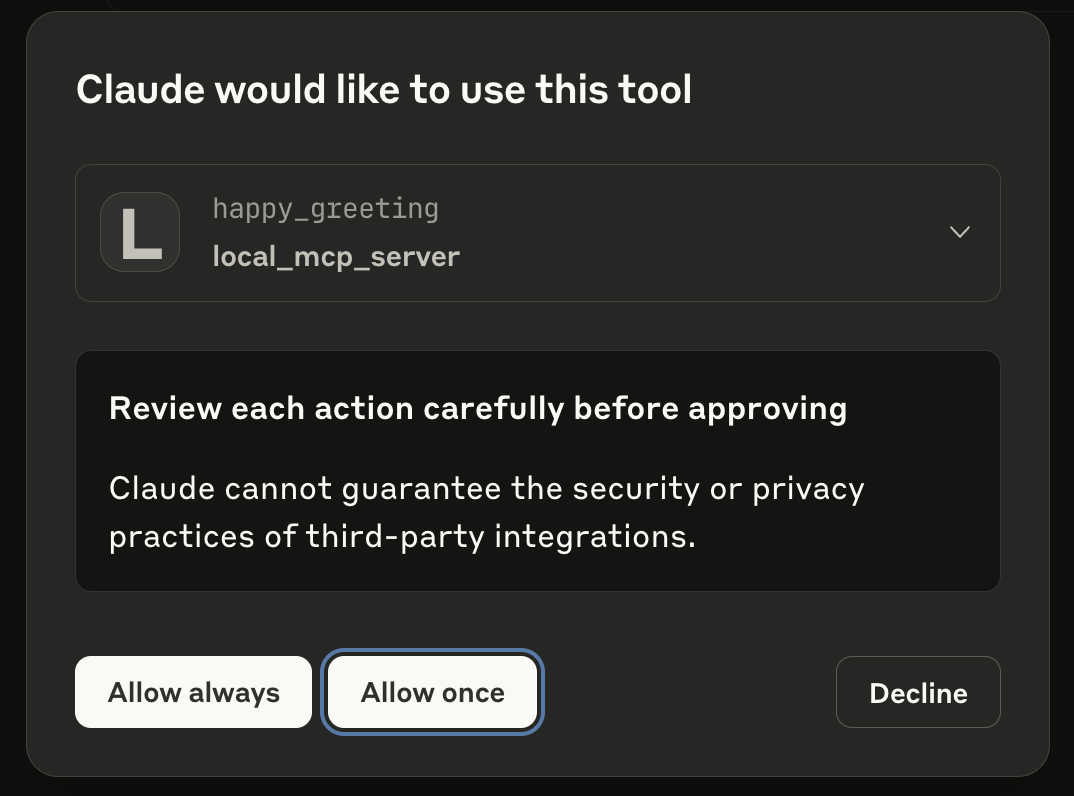 Claude would like to use this tool
L
happy_greeting
local_mcp_server
Review each action carefully before approving
Claude cannot guarantee the security or privacy
practices of third-party integrations.
Allow always
Allow once
Decline